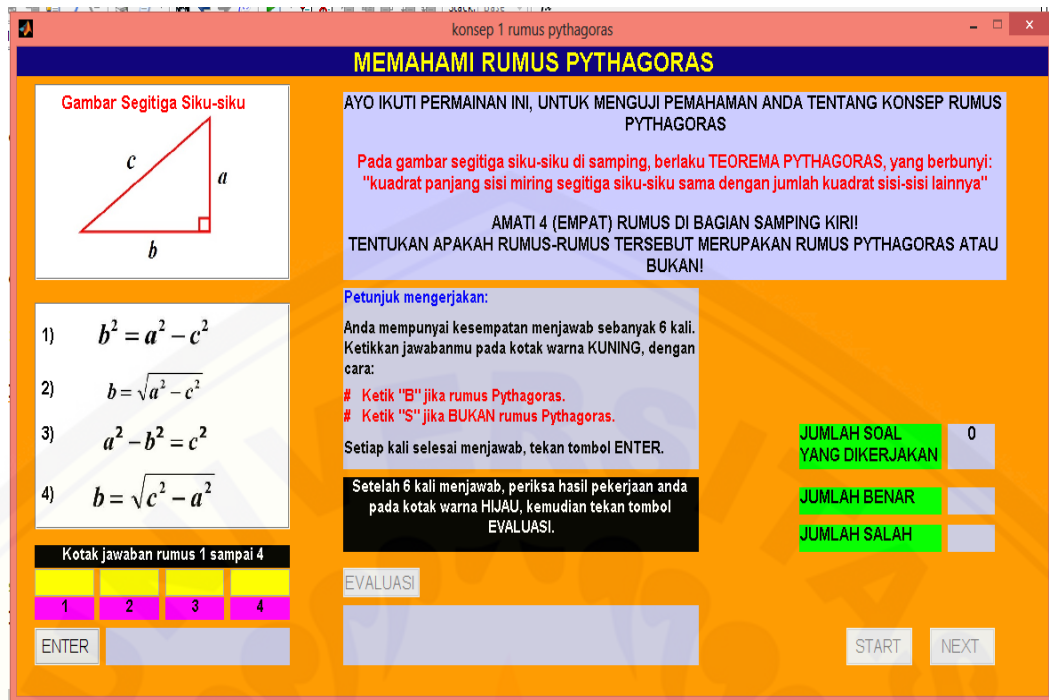 konsep 1 rumus pythagoras
MEMAHAMI RUMUS PYTHAGORAS
Gambar Segitiga Siku-siku
c
a
b
AYO IKUTI PERMAINAN INI, UNTUK MENGUJI PEMAHAMAN ANDA TENTANG KONSEP RUMUS
PYTHAGORAS
Pada gambar segitiga siku-siku di samping, berlaku TEOREMA PYTHAGORAS, yang berbunyi:
"kuadrat panjang sisi miring segitiga siku-siku sama dengan jumlah kuadrat sisi-sisi lainnya"
AMATI 4 (EMPAT) RUMUS DI BAGIAN SAMPING KIRI!!
TENTUKAN APAKAH RUMUS-RUMUS TERSEBUT MERUPAKAN RUMUS PYTHAGORAS ATAU
BUKAN!
1) b² = a² – c²
2) b = √a² – c²
3) a² – b² = c²
4) b = √c² – a²
Kotak jawaban rumus 1 sampai 4
1 2 3 4
ENTER
Petunjuk mengerjakan:
Anda mempunyai kesempatan menjawab sebanyak 6 kali.
Ketikkan jawabanmu pada kotak warna KUNING, dengan
cara:
# Ketik "B" jika rumus Pythagoras.
# Ketik "S" jika BUKAN rumus Pythagoras.
Setiap kali selesai menjawab, tekan tombol ENTER.
Setelah 6 kali menjawab, periksa hasil pekerjaan anda
pada kotak warna HIJAU, kemudian tekan tombol
EVALUASI.
EVALUASI
JUMLAH SOAL
YANG DIKERJAKAN
0
JUMLAH BENAR
JUMLAH SALAH
START NEXT